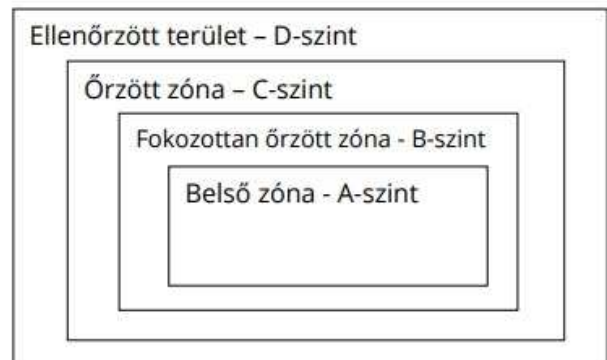 Ellenőrzött terület – D-szint
Őrzött zóna – C-szint
Fokozottan őrzött zóna - B-szint
Belső zóna - A-szint